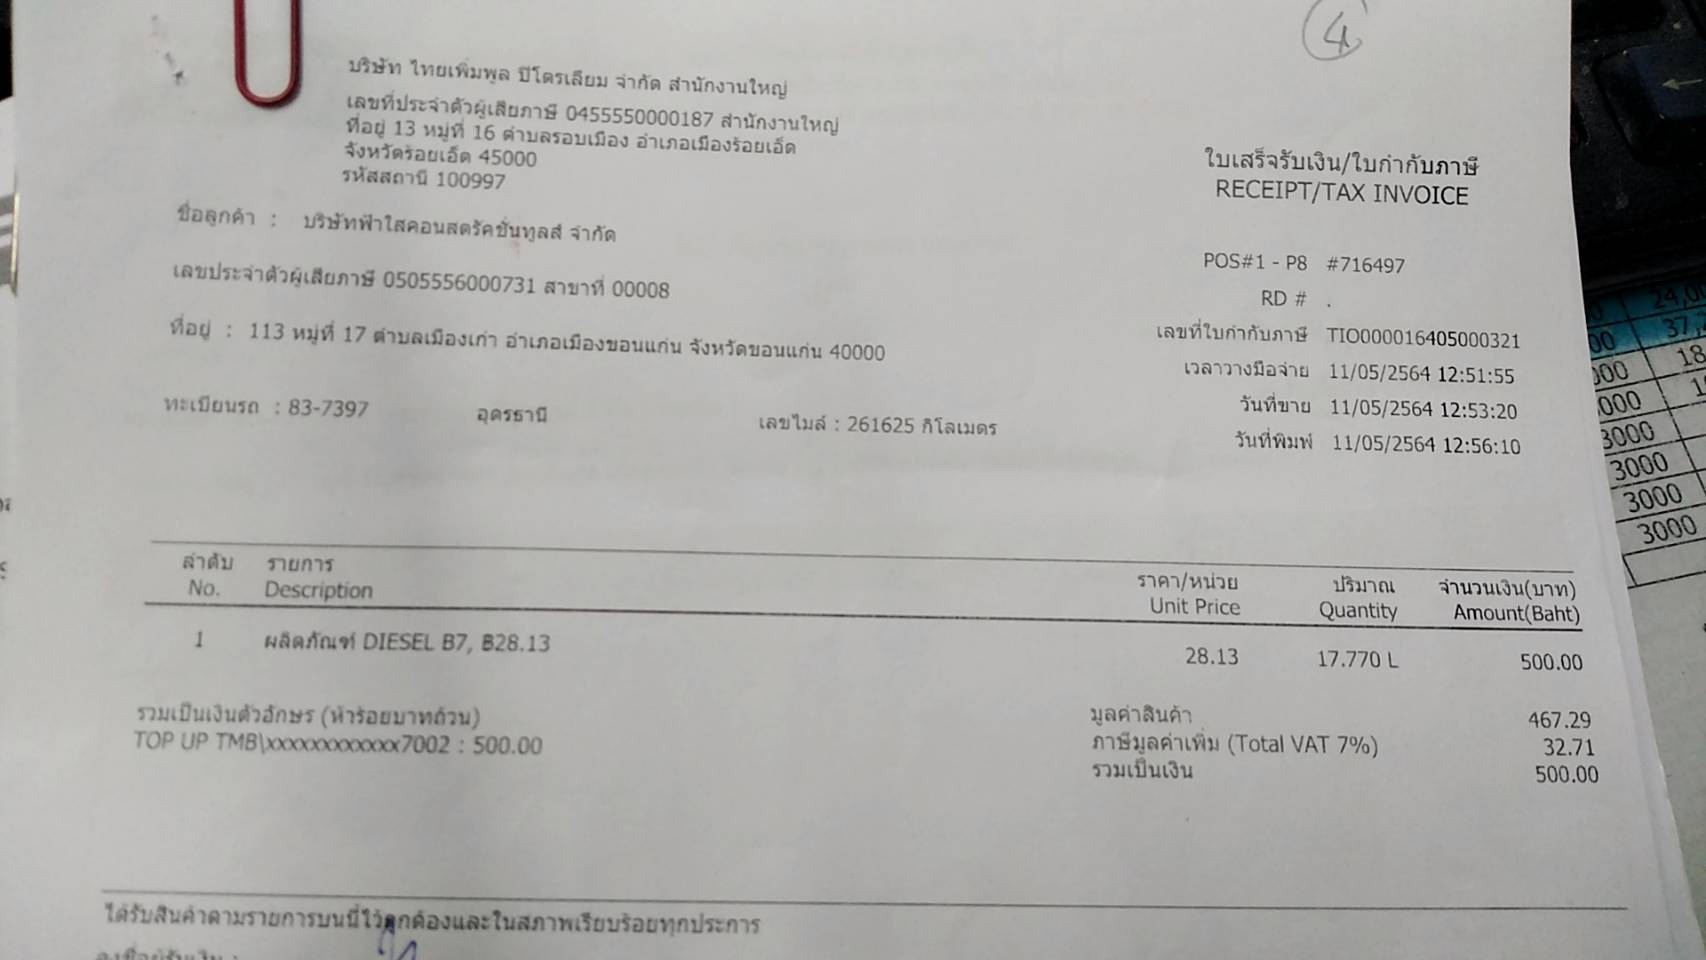 4
บริษัท ไทยเพิ่มพูล ปิโตรเลียม จำกัด สำนักงานใหญ่
เลขที่ประจำตัวผู้เสียภาษี 0455550000187 สำนักงานใหญ่
ที่อยู่ 13 หมู่ที่ 16 ตำบลรอบเมือง อำเภอเมืองร้อยเอ็ด
จังหวัดร้อยเอ็ด 45000
รหัสสถานี 100997
ใบเสร็จรับเงิน/ใบกำกับภาษี
RECEIPT/TAX INVOICE
ชื่อลูกค้า : บริษัทฟ้าใสคอนสตรัคชั่นทูลส์ จำกัด
เลขประจำตัวผู้เสียภาษี 0505556000731 สาขาที่ 00008
ที่อยู่ : 113 หมู่ที่ 17 ตำบลเมืองเก่า อำเภอเมืองขอนแก่น จังหวัดขอนแก่น 40000
ทะเบียนรถ : 83-7397 อุดรธานี เลขไมล์ : 261625 กิโลเมตร
POS#1 - P8 #716497
RD # .
เลขที่ใบกำกับภาษี TIO000016405000321
เวลาวางมือจ่าย 11/05/2564 12:51:55
วันที่ขาย 11/05/2564 12:53:20
วันที่พิมพ์ 11/05/2564 12:56:10
ลำดับ รายการ ราคา/หน่วย ปริมาณ จำนวนเงิน(บาท)
No. Description Unit Price Quantity Amount(Baht)
1 ผลิตภัณฑ์ DIESEL B7, ฿28.13 28.13 17.770 L 500.00
รวมเป็นเงินตัวอักษร (ห้าร้อยบาทถ้วน)
TOP UP TMB\xxxxxxxxxxxx7002 : 500.00
มูลค่าสินค้า 467.29
ภาษีมูลค่าเพิ่ม (Total VAT 7%) 32.71
รวมเป็นเงิน 500.00
ได้รับสินค้าตามรายการบนนี้ไว้ถูกต้องและในสภาพเรียบร้อยทุกประการ
ลงชื่อผู้รับเงิน :
000
000
3000
3000
3000
3000